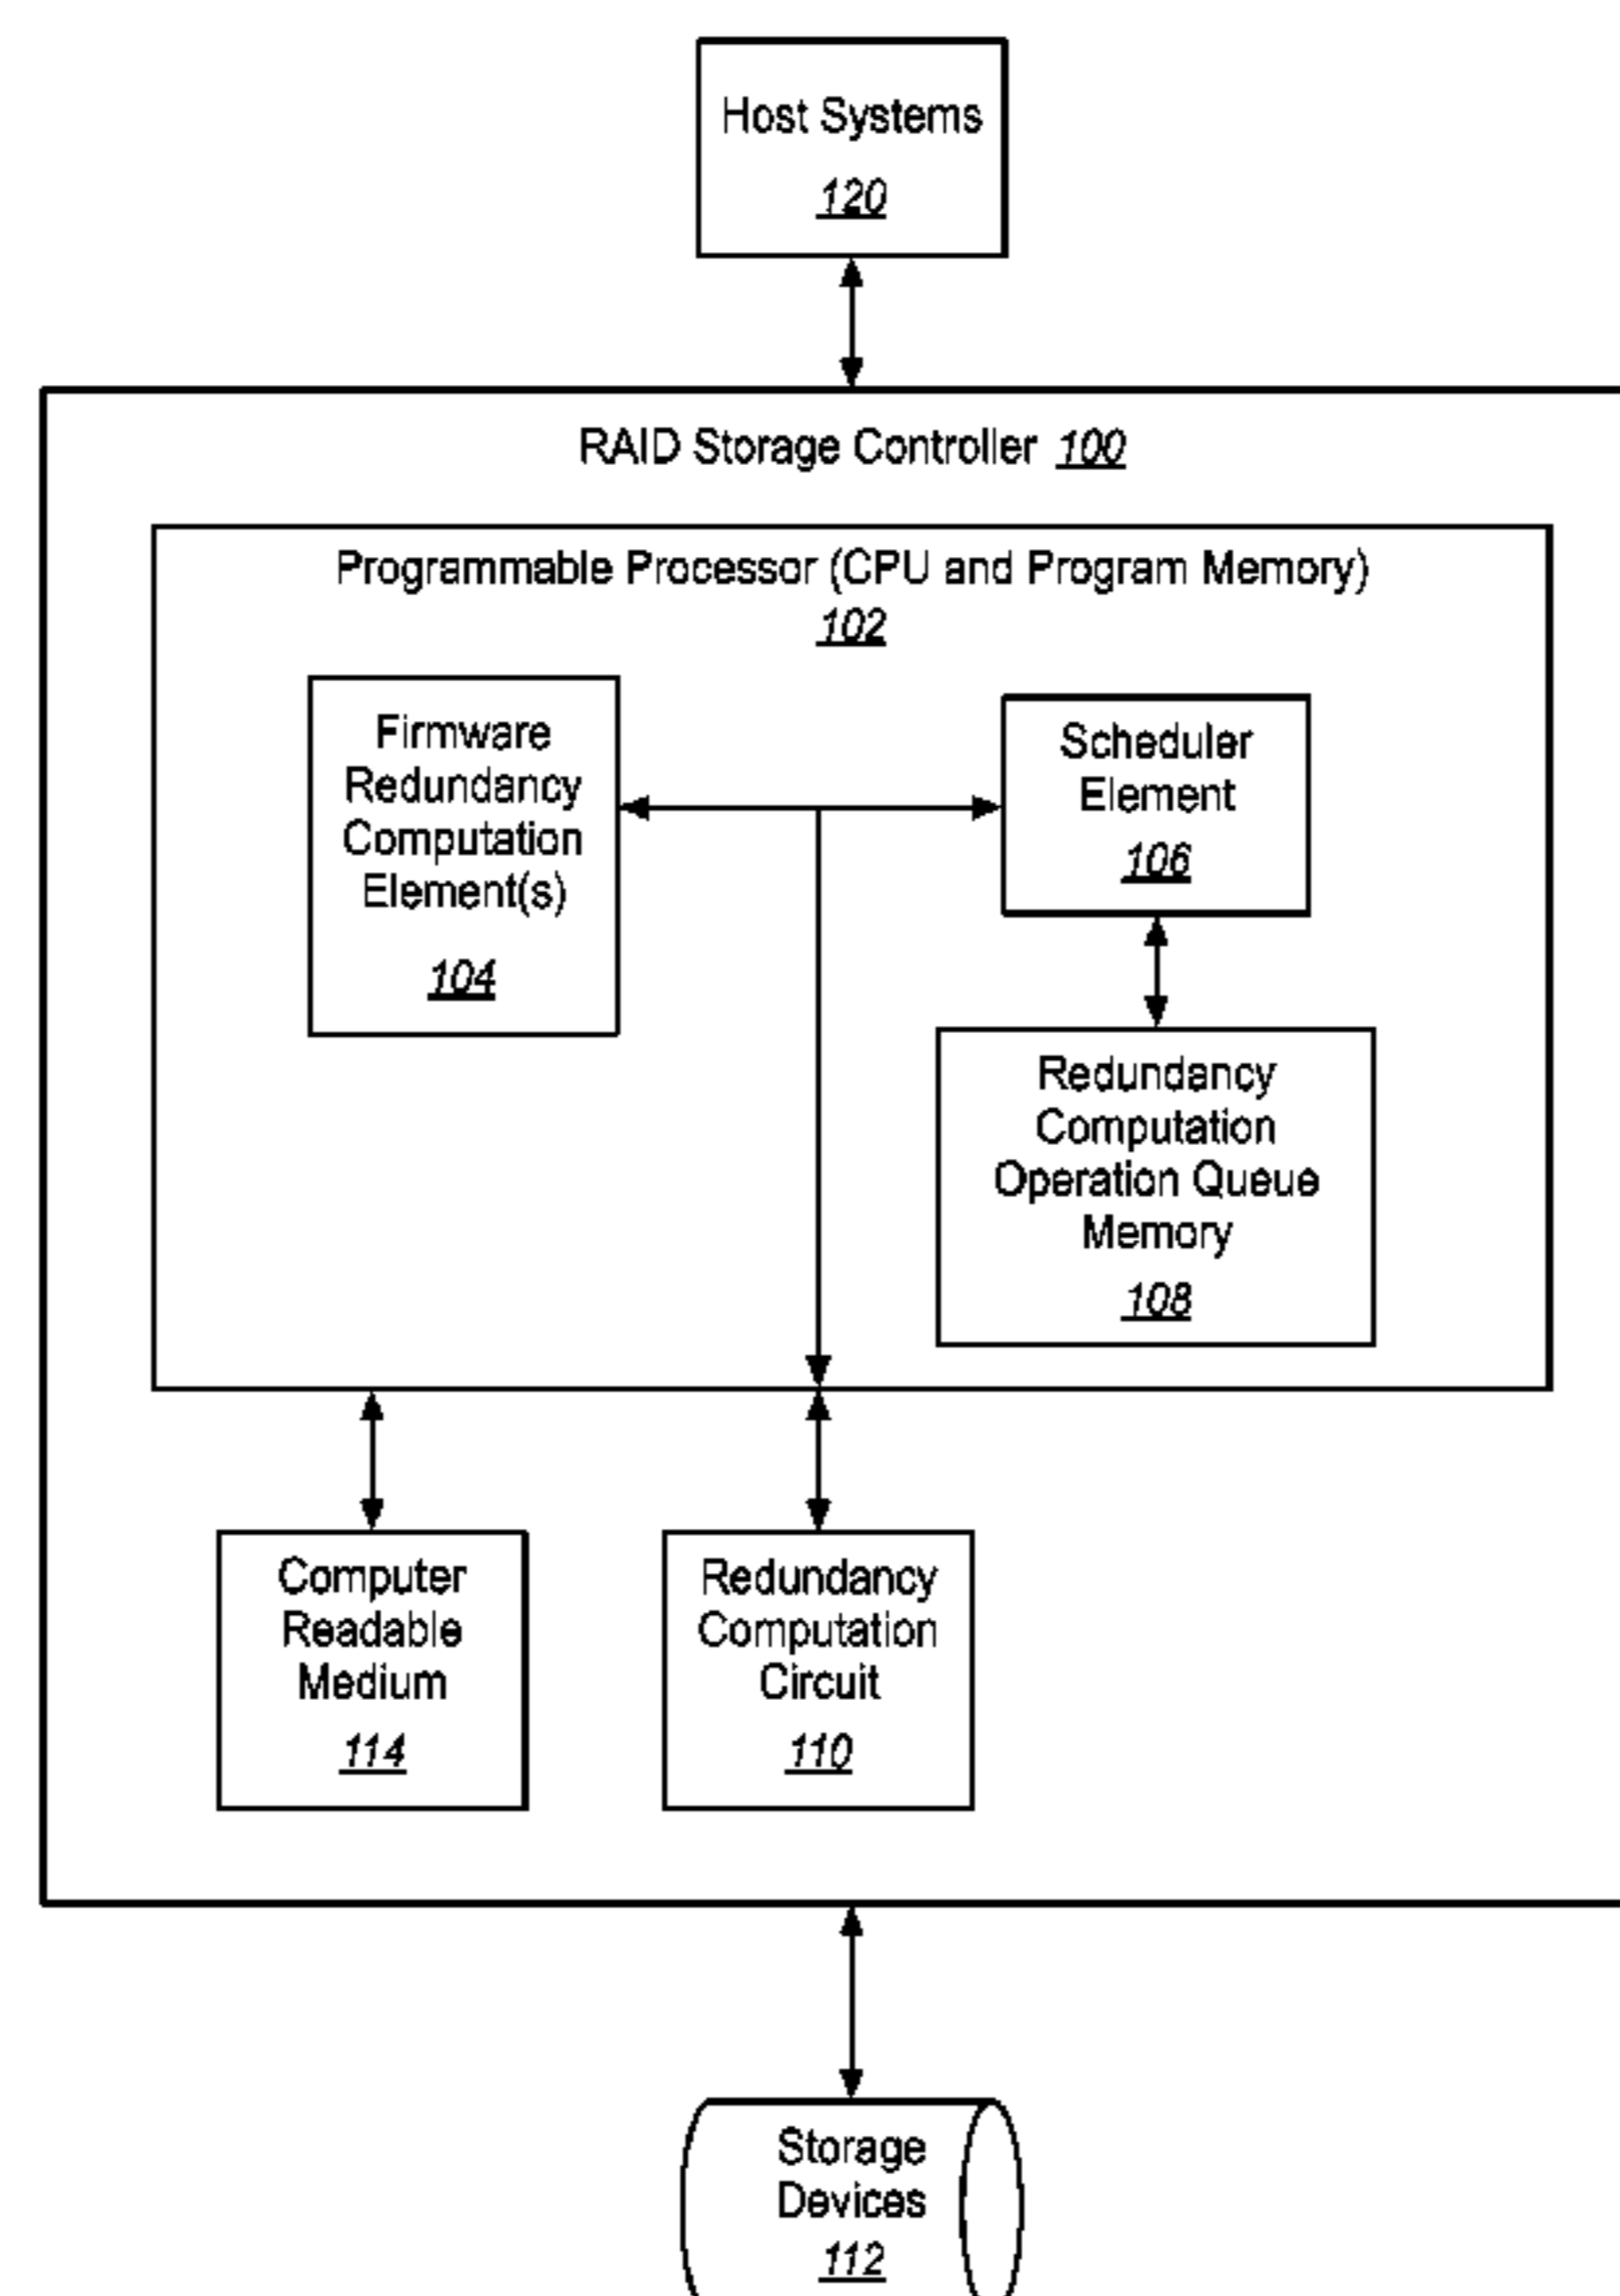 Host Systems
120
RAID Storage Controller 100
Programmable Processor (CPU and Program Memory)
102
Firmware
Redundancy
Computation
Element(s)
104
Scheduler
Element
106
Redundancy
Computation
Operation Queue
Memory
108
Computer
Readable
Medium
114
Redundancy
Computation
Circuit
110
Storage
Devices
112